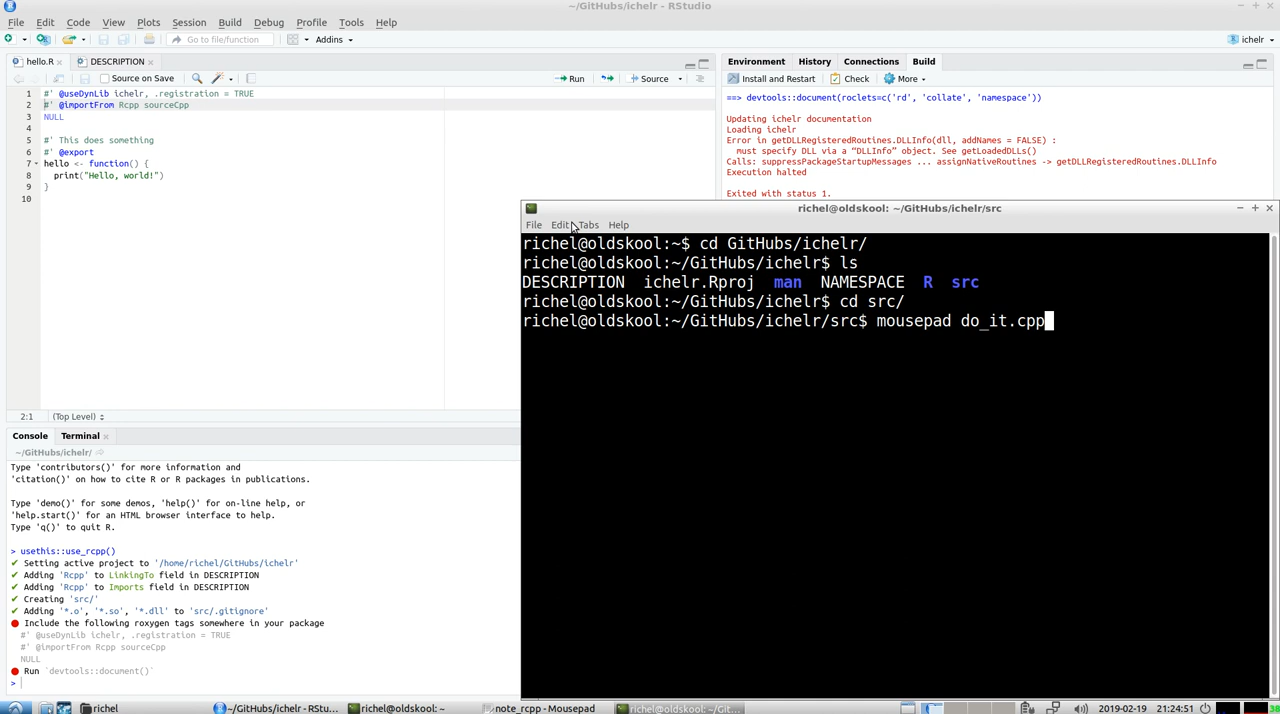 ~/GitHubs/ichelr - RStudio
File Edit Code View Plots Session Build Debug Profile Tools Help
Go to file/function Addins ichelr
hello.R DESCRIPTION
Source on Save Run Source
1 #' @useDynLib ichelr, .registration = TRUE
2 #' @importFrom Rcpp sourceCpp
3 NULL
4
5 #' This does something
6 #' @export
7 hello <- function() {
8 print("Hello, world!")
9 }
10
2:1 (Top Level)
Environment History Connections Build
Install and Restart Check More
==> devtools::document(roclets=c('rd', 'collate', 'namespace'))
Updating ichelr documentation
Loading ichelr
Error in getDLLRegisteredRoutines.DLLInfo(dll, addNames = FALSE) :
must specify DLL via a “DLLInfo” object. See getLoadedDLLs()
Calls: suppressPackageStartupMessages ... assignNativeRoutines -> getDLLRegisteredRoutines.DLLInfo
Execution halted
Exited with status 1.
richel@oldskool: ~/GitHubs/ichelr/src
File Edit Tabs Help
richel@oldskool:~$ cd GitHubs/ichelr/
richel@oldskool:~/GitHubs/ichelr$ ls
DESCRIPTION ichelr.Rproj man NAMESPACE R src
richel@oldskool:~/GitHubs/ichelr$ cd src/
richel@oldskool:~/GitHubs/ichelr/src$ mousepad do_it.cpp
Console Terminal
~/GitHubs/ichelr/
Type 'contributors()' for more information and
'citation()' on how to cite R or R packages in publications.
Type 'demo()' for some demos, 'help()' for on-line help, or
'help.start()' for an HTML browser interface to help.
Type 'q()' to quit R.
> usethis::use_rcpp()
✔ Setting active project to '/home/richel/GitHubs/ichelr'
✔ Adding 'Rcpp' to LinkingTo field in DESCRIPTION
✔ Adding 'Rcpp' to Imports field in DESCRIPTION
✔ Creating 'src/'
✔ Adding '*.o', '*.so', '*.dll' to 'src/.gitignore'
● Include the following roxygen tags somewhere in your package
#' @useDynLib ichelr, .registration = TRUE
#' @importFrom Rcpp sourceCpp
NULL
● Run `devtools::document()`
>
richel ~/GitHubs/ichelr - RStu... richel@oldskool: ~ note_rcpp - Mousepad richel@oldskool: ~/Git... 2019-02-19 21:24:51 38